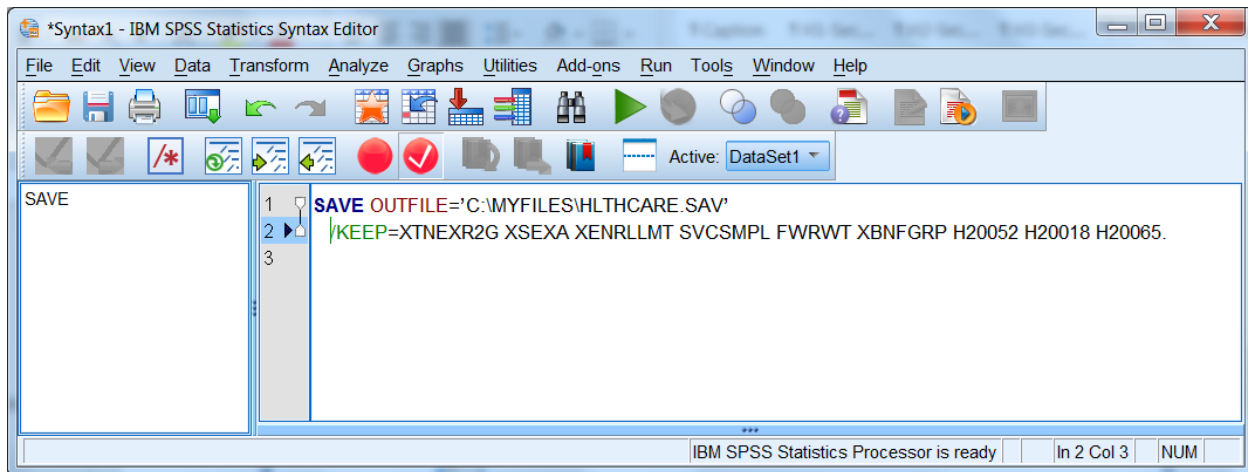 *Syntax1 - IBM SPSS Statistics Syntax Editor
File Edit View Data Transform Analyze Graphs Utilities Add-ons Run Tools Window Help
Active: DataSet1
SAVE
1 SAVE OUTFILE=’C:\MYFILES\HLTHCARE.SAV’
2 /KEEP=XTNEXR2G XSEXA XENRLLMT SVCSMPL FWRWT XBNFGRP H20052 H20018 H20065.
3
IBM SPSS Statistics Processor is ready In 2 Col 3 NUM